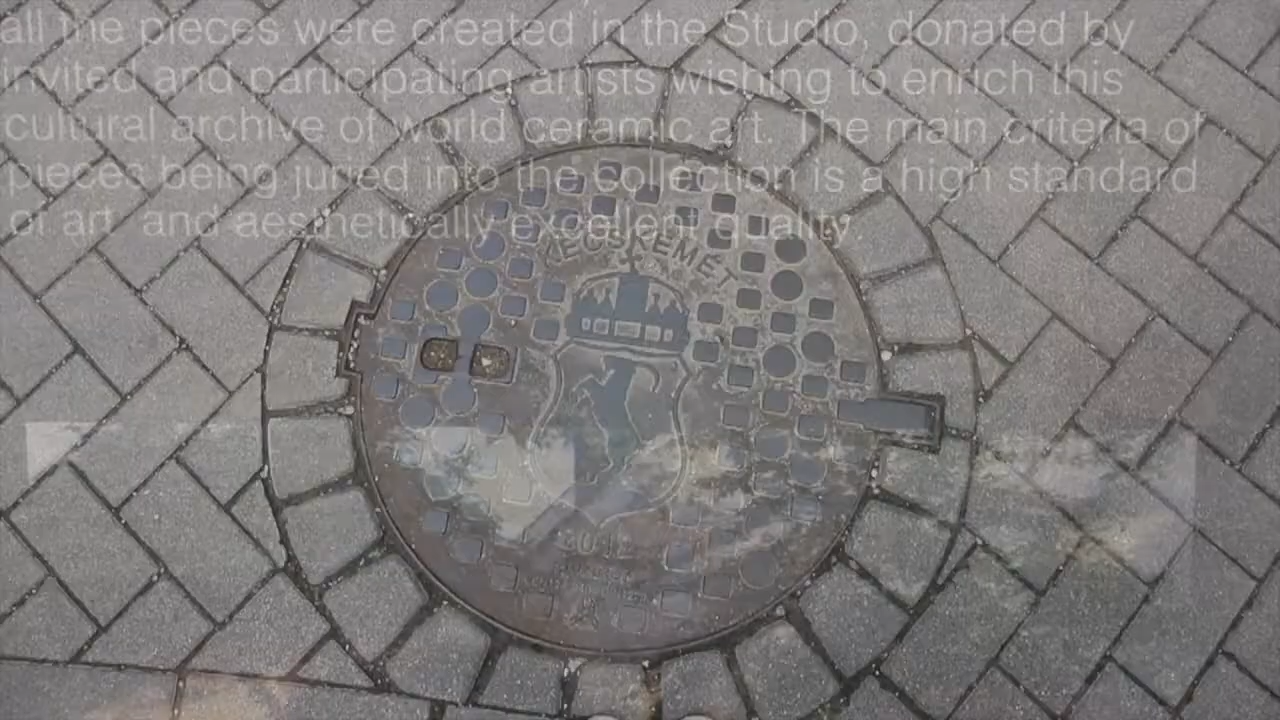 all the pieces were created in the Studio, donated by
invited and participating artists wishing to enrich this
cultural archive of world ceramic art. The main criteria of
pieces being juried into the collection is a high standard
of art, and aesthetically excellent quality.
KECSKEMÉT
2012